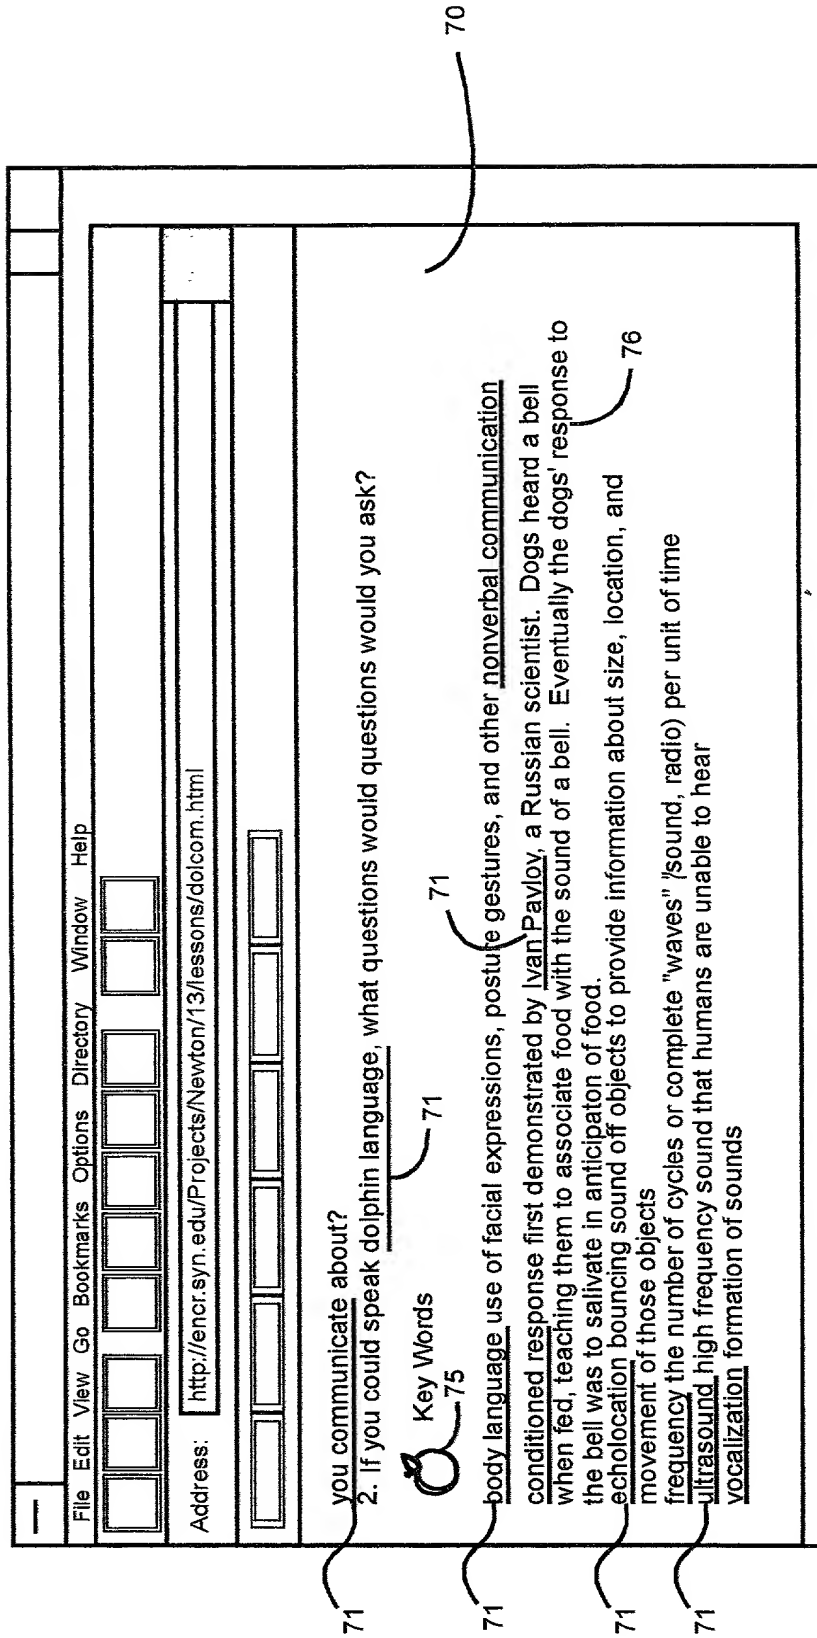 File Edit View Go Bookmarks Options Directory Window Help
Address: http://encr.syn.edu/Projects/Newton/13/lessons/dolcom.html
70
you communicate about?
2. If you could speak dolphin language, what questions would questions would you ask?
71
71
Key Words
75
71
body language use of facial expressions, posture gestures, and other nonverbal communication
conditioned response first demonstrated by Ivan Pavlov, a Russian scientist. Dogs heard a bell
when fed, teaching them to associate food with the sound of a bell. Eventually the dogs' response to
the bell was to salivate in anticipaton of food.
76
71
echolocation bouncing sound off objects to provide information about size, location, and
movement of those objects
71
frequency the number of cycles or complete "waves" "/sound, radio) per unit of time
ultrasound high frequency sound that humans are unable to hear
vocalization formation of sounds
71